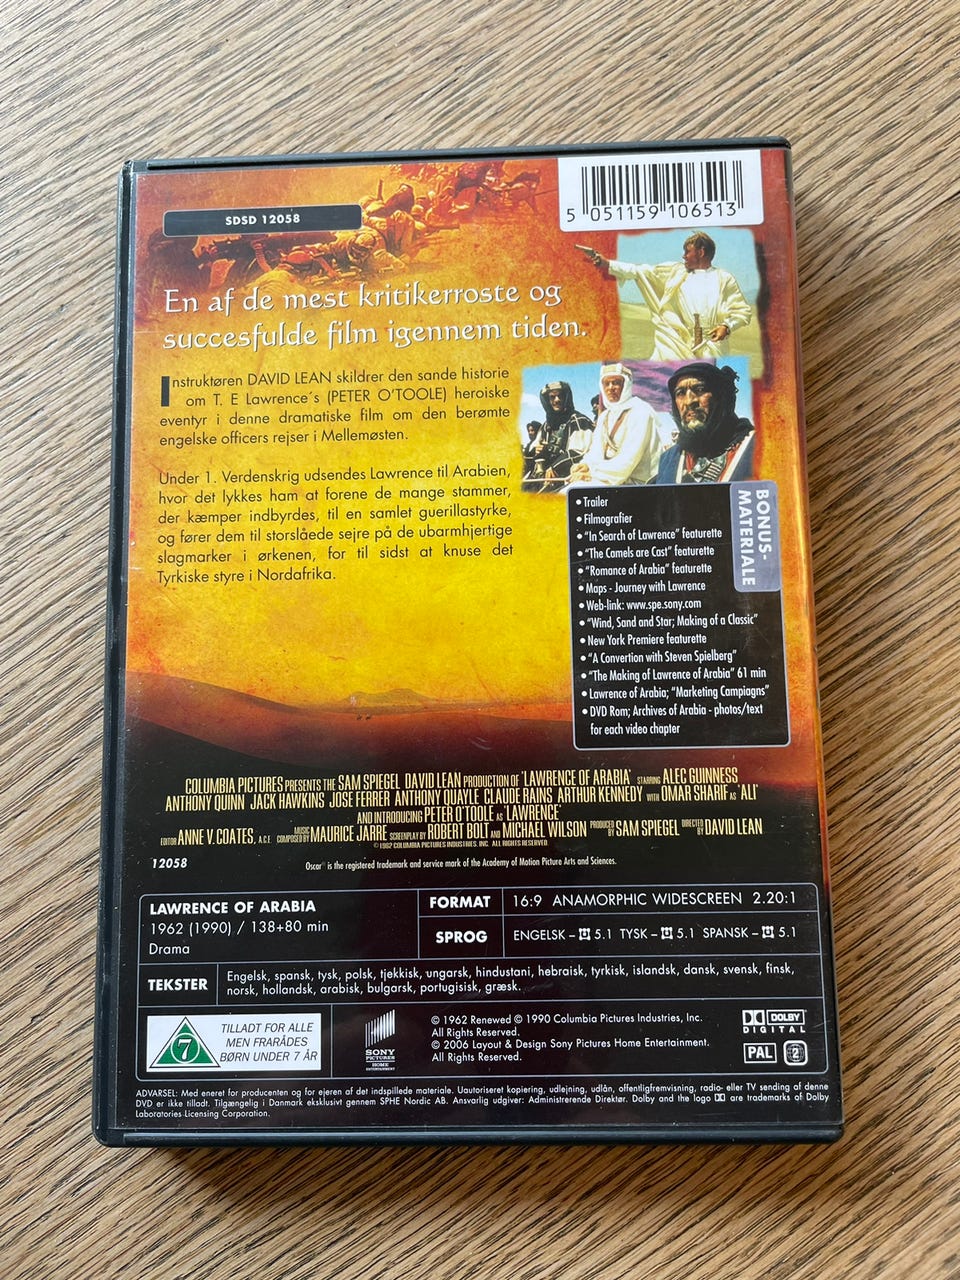 SDSD 12058
5 051159 106513
En af de mest kritikerroste og
succesfulde film igennem tiden.
Instruktøren DAVID LEAN skildrer den sande historie
om T. E Lawrence´s (PETER O'TOOLE) heroiske
eventyr i denne dramatiske film om den berømte
engelske officers rejser i Mellemøsten.
Under 1. Verdenskrig udsendes Lawrence til Arabien,
hvor det lykkes ham at forene de mange stammer,
der kæmper indbyrdes, til en samlet guerillastyrke,
og fører dem til storslåede sejre på de ubarmhjertige
slagmarker i ørkenen, for til sidst at knuse det
Tyrkiske styre i Nordafrika.
BONUS-
MATERIALE
• Trailer
• Filmografier
• "In Search of Lawrence" featurette
• "The Camels are Cast" featurette
• "Romance of Arabia" featurette
• Maps - Journey with Lawrence
• Web-link: www.spe.sony.com
• "Wind, Sand and Star; Making of a Classic"
• New York Premiere featurette
• "A Convertion with Steven Spielberg"
• "The Making of Lawrence of Arabia" 61 min
• Lawrence of Arabia; "Marketing Campaigns"
• DVD Rom; Archives of Arabia - photos/text
for each video chapter
COLUMBIA PICTURES PRESENTS THE SAM SPIEGEL DAVID LEAN PRODUCTION OF 'LAWRENCE OF ARABIA' STARRING ALEC GUINNESS
ANTHONY QUINN JACK HAWKINS JOSE FERRER ANTHONY QUAYLE CLAUDE RAINS ARTHUR KENNEDY WITH OMAR SHARIF AS 'ALI'
AND INTRODUCING PETER O'TOOLE AS 'LAWRENCE'
EDITOR ANNE V. COATES, A.C.E. MUSIC COMPOSED BY MAURICE JARRE SCREENPLAY BY ROBERT BOLT AND MICHAEL WILSON PRODUCED BY SAM SPIEGEL DIRECTED BY DAVID LEAN
© 1962 COLUMBIA PICTURES INDUSTRIES, INC. ALL RIGHTS RESERVED.
12058
Oscar® is the registered trademark and service mark of the Academy of Motion Picture Arts and Sciences.
LAWRENCE OF ARABIA
1962 (1990) / 138+80 min
Drama
FORMAT
16:9 ANAMORPHIC WIDESCREEN 2.20:1
SPROG
ENGELSK – 5.1 TYSK – 5.1 SPANSK – 5.1
TEKSTER
Engelsk, spansk, tysk, polsk, tjekkisk, ungarsk, hindustani, hebraisk, tyrkisk, islandsk, dansk, svensk, finsk,
norsk, hollandsk, arabisk, bulgarsk, portugisisk, græsk.
7
TILLADT FOR ALLE
MEN FRARÅDES
BØRN UNDER 7 ÅR
SONY
PICTURES
HOME
ENTERTAINMENT
© 1962 Renewed © 1990 Columbia Pictures Industries, Inc.
All Rights Reserved.
© 2006 Layout & Design Sony Pictures Home Entertainment.
All Rights Reserved.
DOLBY
DIGITAL
PAL
2
ADVARSEL: Med eneret for producenten og for ejeren af det indspillede materiale. Uautoriseret kopiering, udlejning, udlån, offentligfremvisning, radio- eller TV sending af denne
DVD er ikke tilladt. Tilgængelig i Danmark eksklusivt gennem SPHE Nordic AB. Ansvarlig udgiver: Administrerende Direktør. Dolby and the logo are trademarks of Dolby
Laboratories Licensing Corporation.